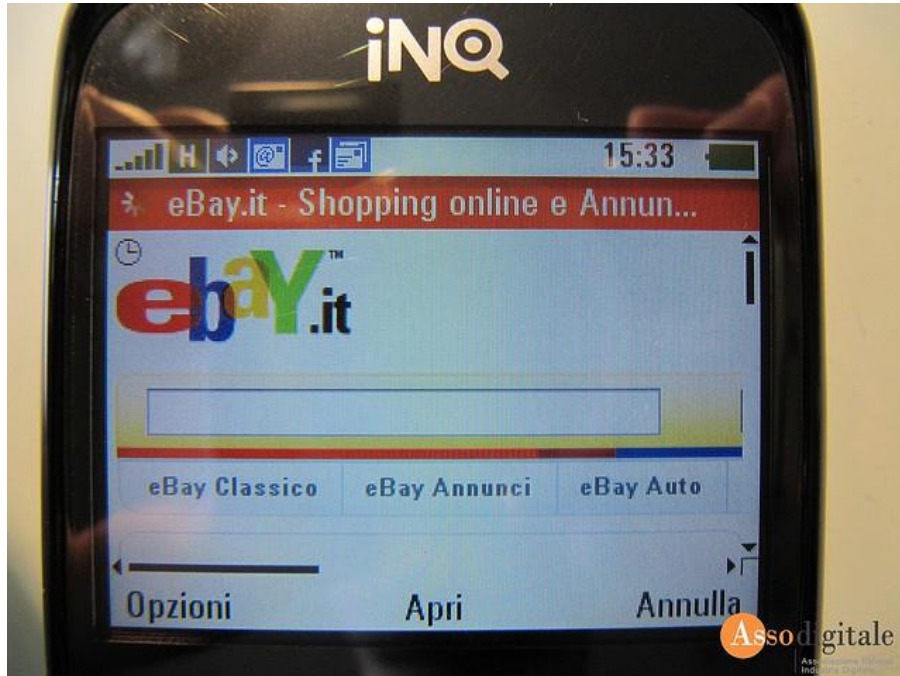 iNQ
H @ f 15:33
eBay.it - Shopping online e Annun...
ebaY™.it
eBay Classico eBay Annunci eBay Auto
Opzioni Apri Annulla
Assodigitale